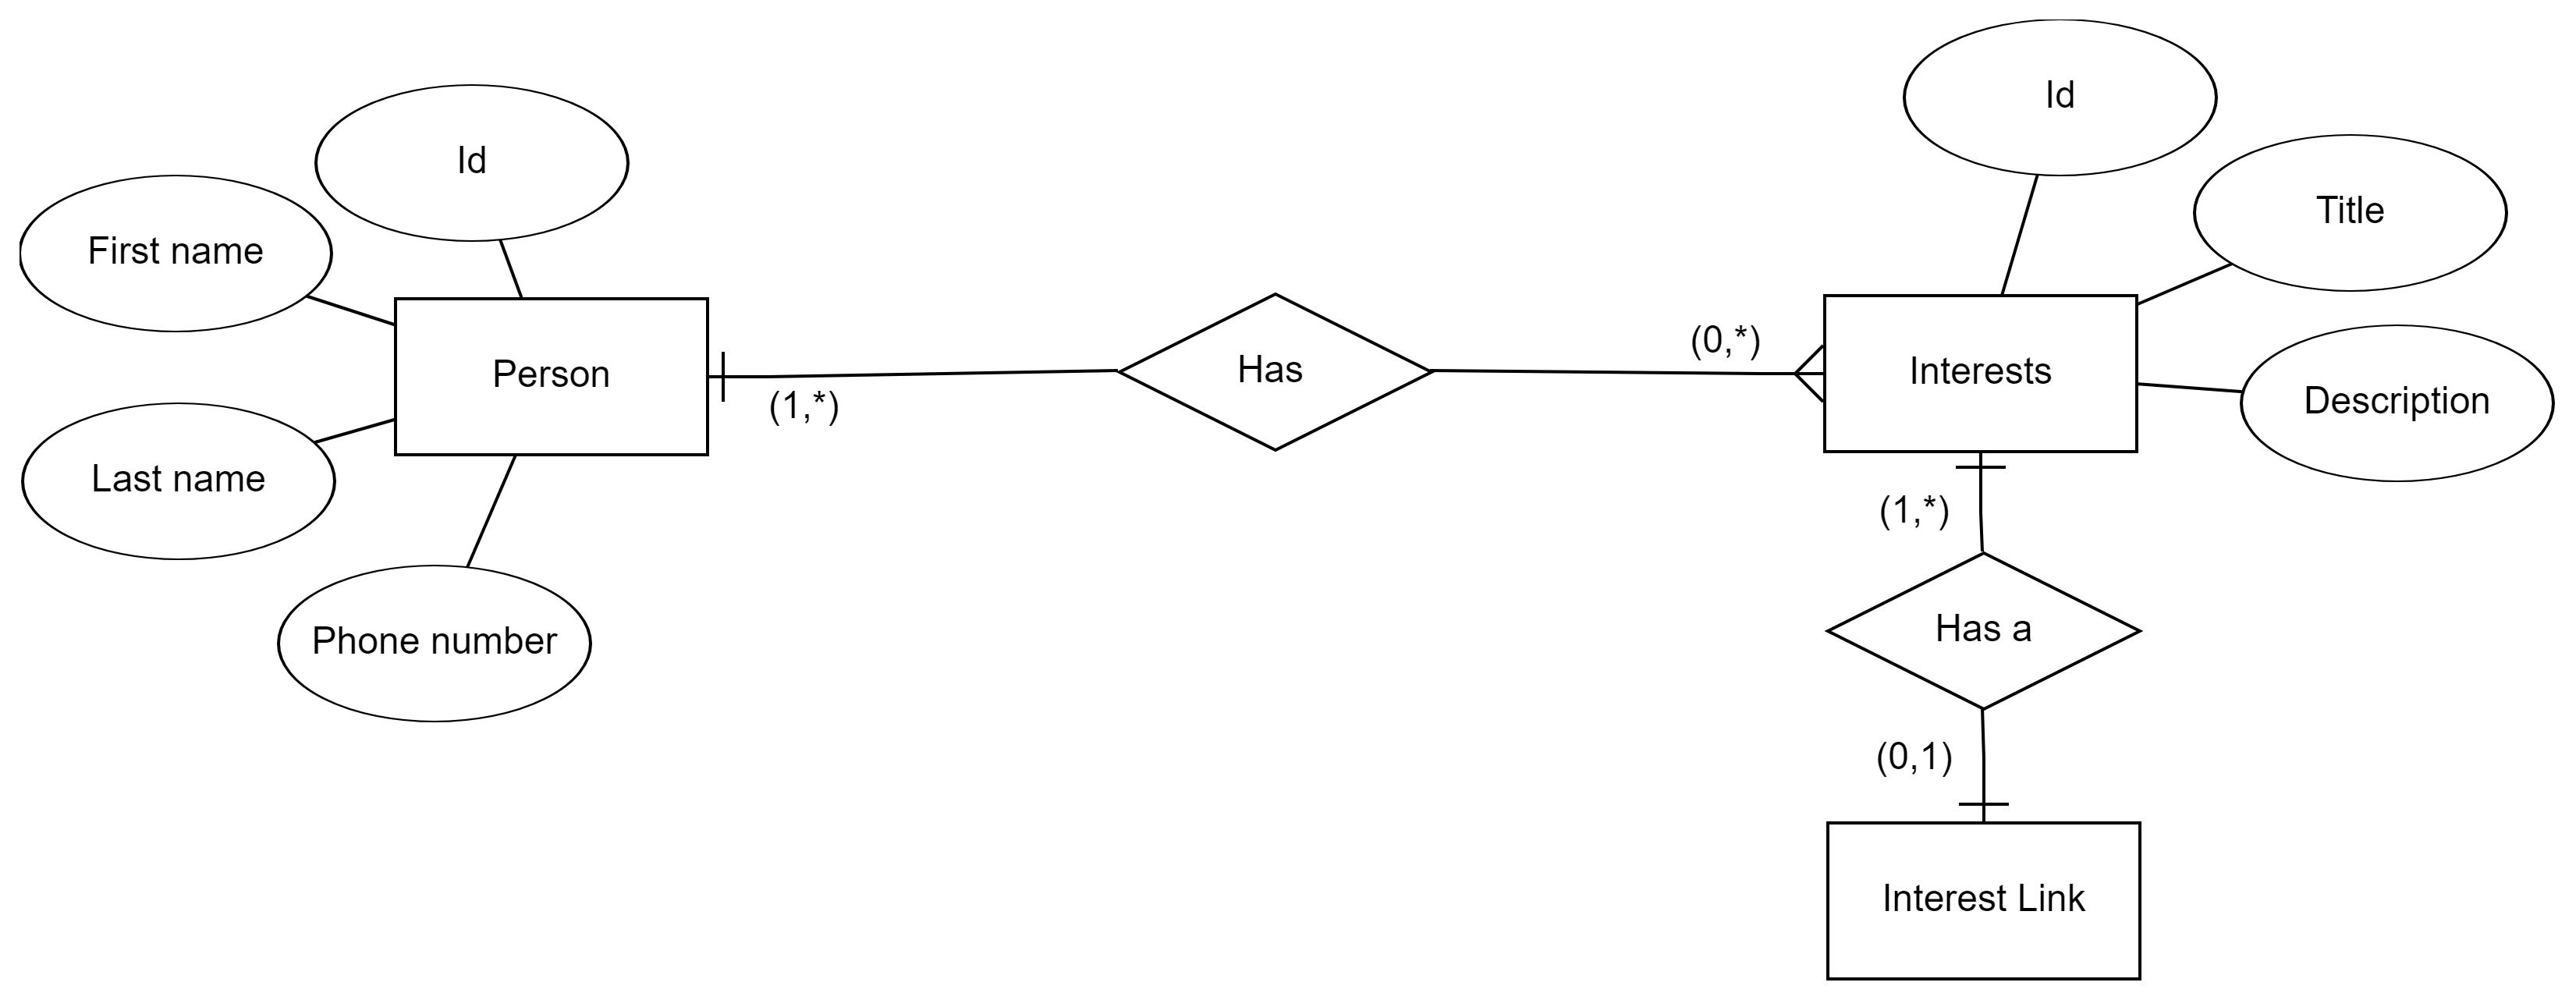 Id
First name
Person
Last name
Phone number
(1,*)
Has
(0,*)
Id
Title
Interests
Description
(1,*)
Has a
(0,1)
Interest Link